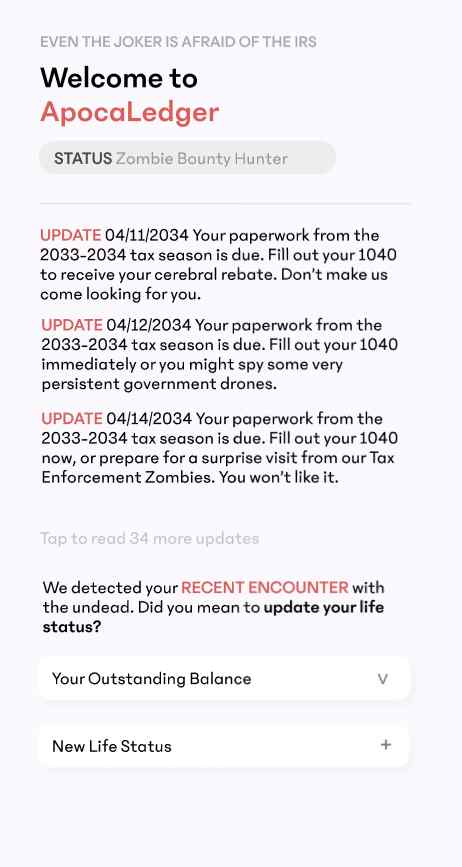 EVEN THE JOKER IS AFRAID OF THE IRS
Welcome to
ApocaLedger
STATUS Zombie Bounty Hunter
UPDATE 04/11/2034 Your paperwork from the
2033-2034 tax season is due. Fill out your 1040
to receive your cerebral rebate. Don't make us
come looking for you.
UPDATE 04/12/2034 Your paperwork from the
2033-2034 tax season is due. Fill out your 1040
immediately or you might spy some very
persistent government drones.
UPDATE 04/14/2034 Your paperwork from the
2033-2034 tax season is due. Fill out your 1040
now, or prepare for a surprise visit from our Tax
Enforcement Zombies. You won't like it.
Tap to read 34 more updates
We detected your RECENT ENCOUNTER with
the undead. Did you mean to update your life
status?
Your Outstanding Balance V
New Life Status +